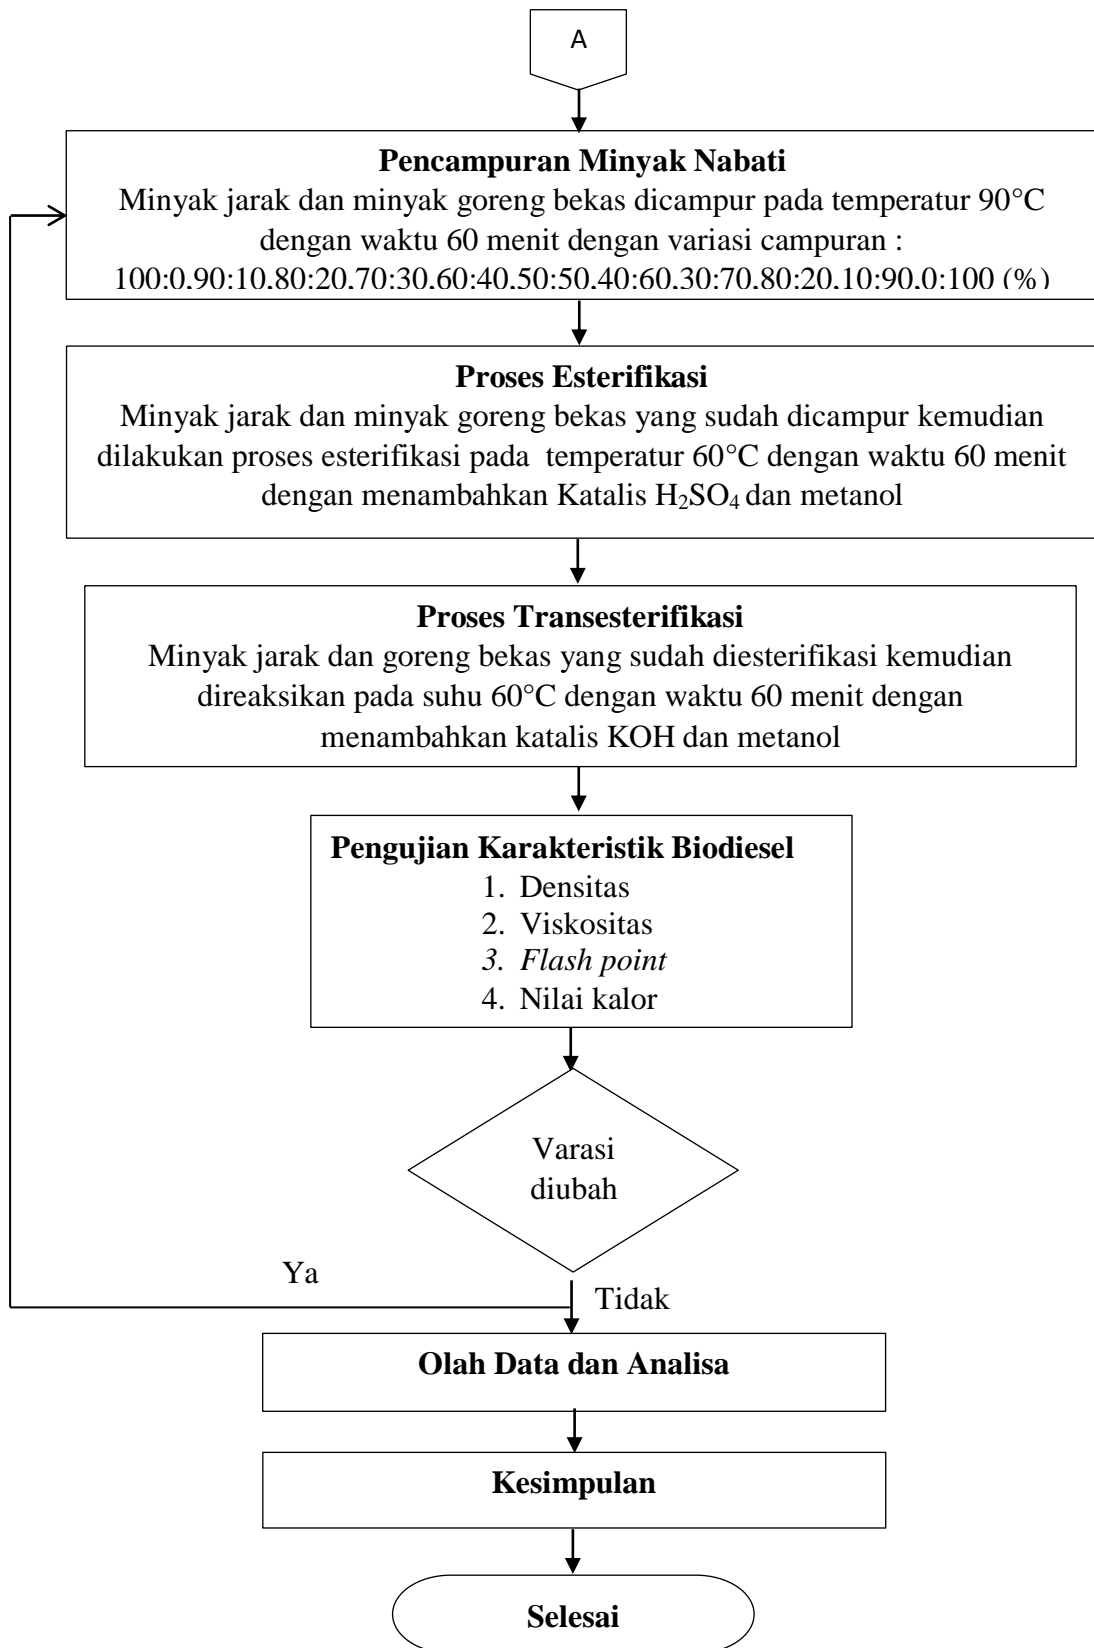 A
Pencampuran Minyak Nabati
Minyak jarak dan minyak goreng bekas dicampur pada temperatur 90°C
dengan waktu 60 menit dengan variasi campuran :
100:0,90:10,80:20,70:30,60:40,50:50,40:60,30:70,80:20,10:90,0:100 (%)
Proses Esterifikasi
Minyak jarak dan minyak goreng bekas yang sudah dicampur kemudian
dilakukan proses esterifikasi pada temperatur 60°C dengan waktu 60 menit
dengan menambahkan Katalis H₂SO₄ dan metanol
Proses Transesterifikasi
Minyak jarak dan goreng bekas yang sudah diesterifikasi kemudian
direaksikan pada suhu 60°C dengan waktu 60 menit dengan
menambahkan katalis KOH dan metanol
Pengujian Karakteristik Biodiesel
1. Densitas
2. Viskositas
3. Flash point
4. Nilai kalor
Varasi
diubah
Ya
Tidak
Olah Data dan Analisa
Kesimpulan
Selesai